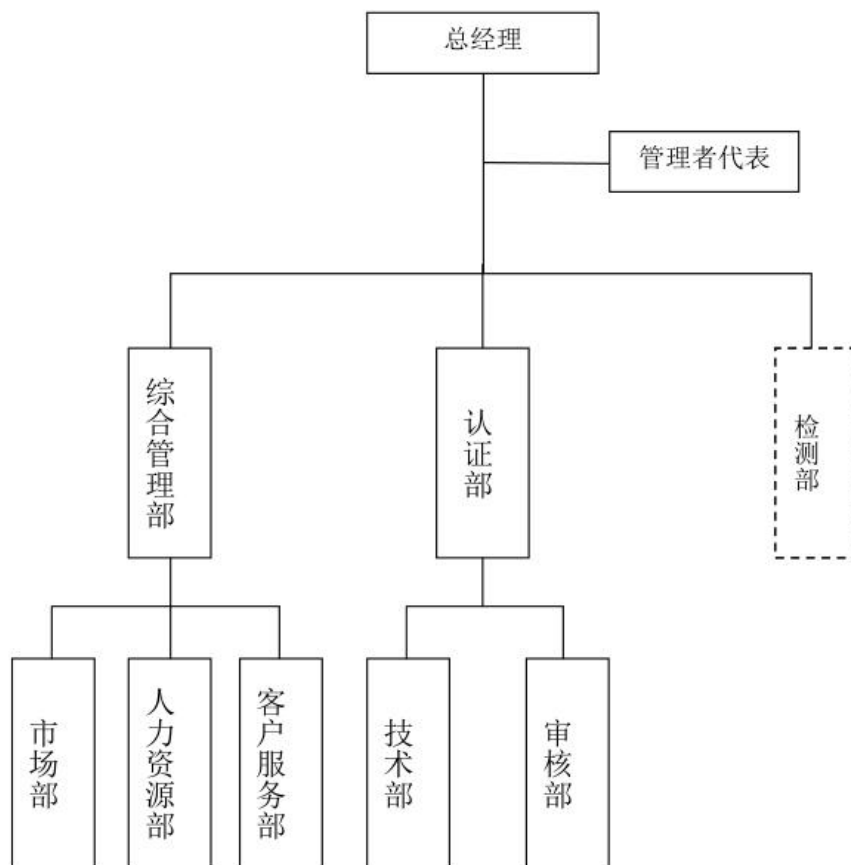 总经理
管理者代表
综合管理部
认证部
检测部
市场部
人力资源部
客户服务部
技术部
审核部